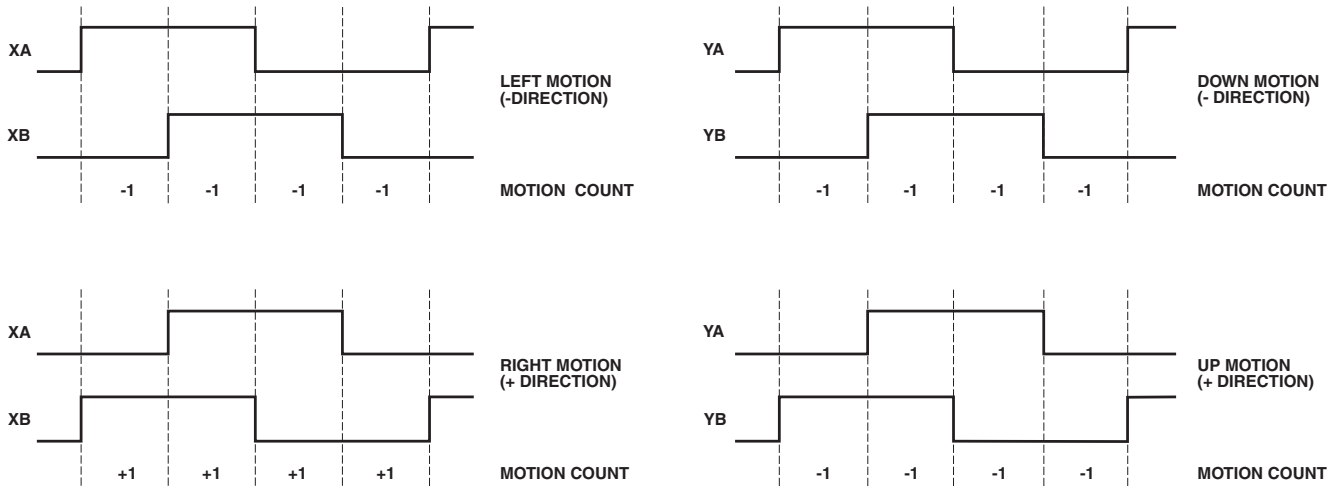 XA
LEFT MOTION
(-DIRECTION)
XB
-1 -1 -1 -1 MOTION COUNT
YA
DOWN MOTION
(- DIRECTION)
YB
-1 -1 -1 -1 MOTION COUNT
XA
RIGHT MOTION
(+ DIRECTION)
XB
+1 +1 +1 +1 MOTION COUNT
YA
UP MOTION
(+ DIRECTION)
YB
-1 -1 -1 -1 MOTION COUNT